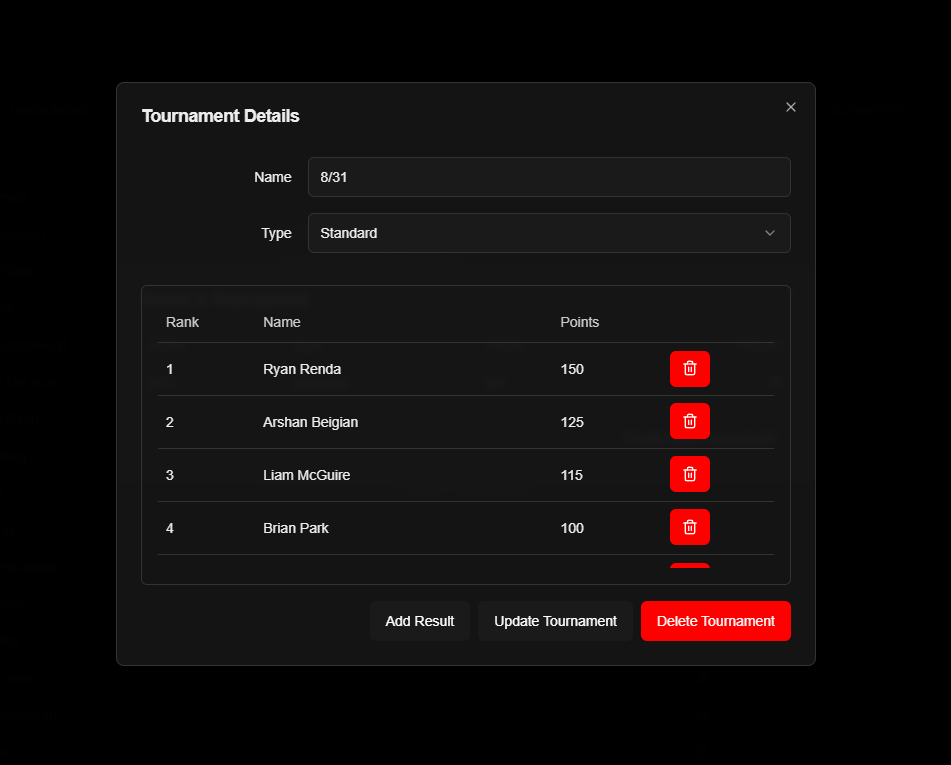 Tournament Details
Name 8/31
Type Standard
Rank Name Points
1 Ryan Renda 150
2 Arshan Beigian 125
3 Liam McGuire 115
4 Brian Park 100
Add Result Update Tournament Delete Tournament